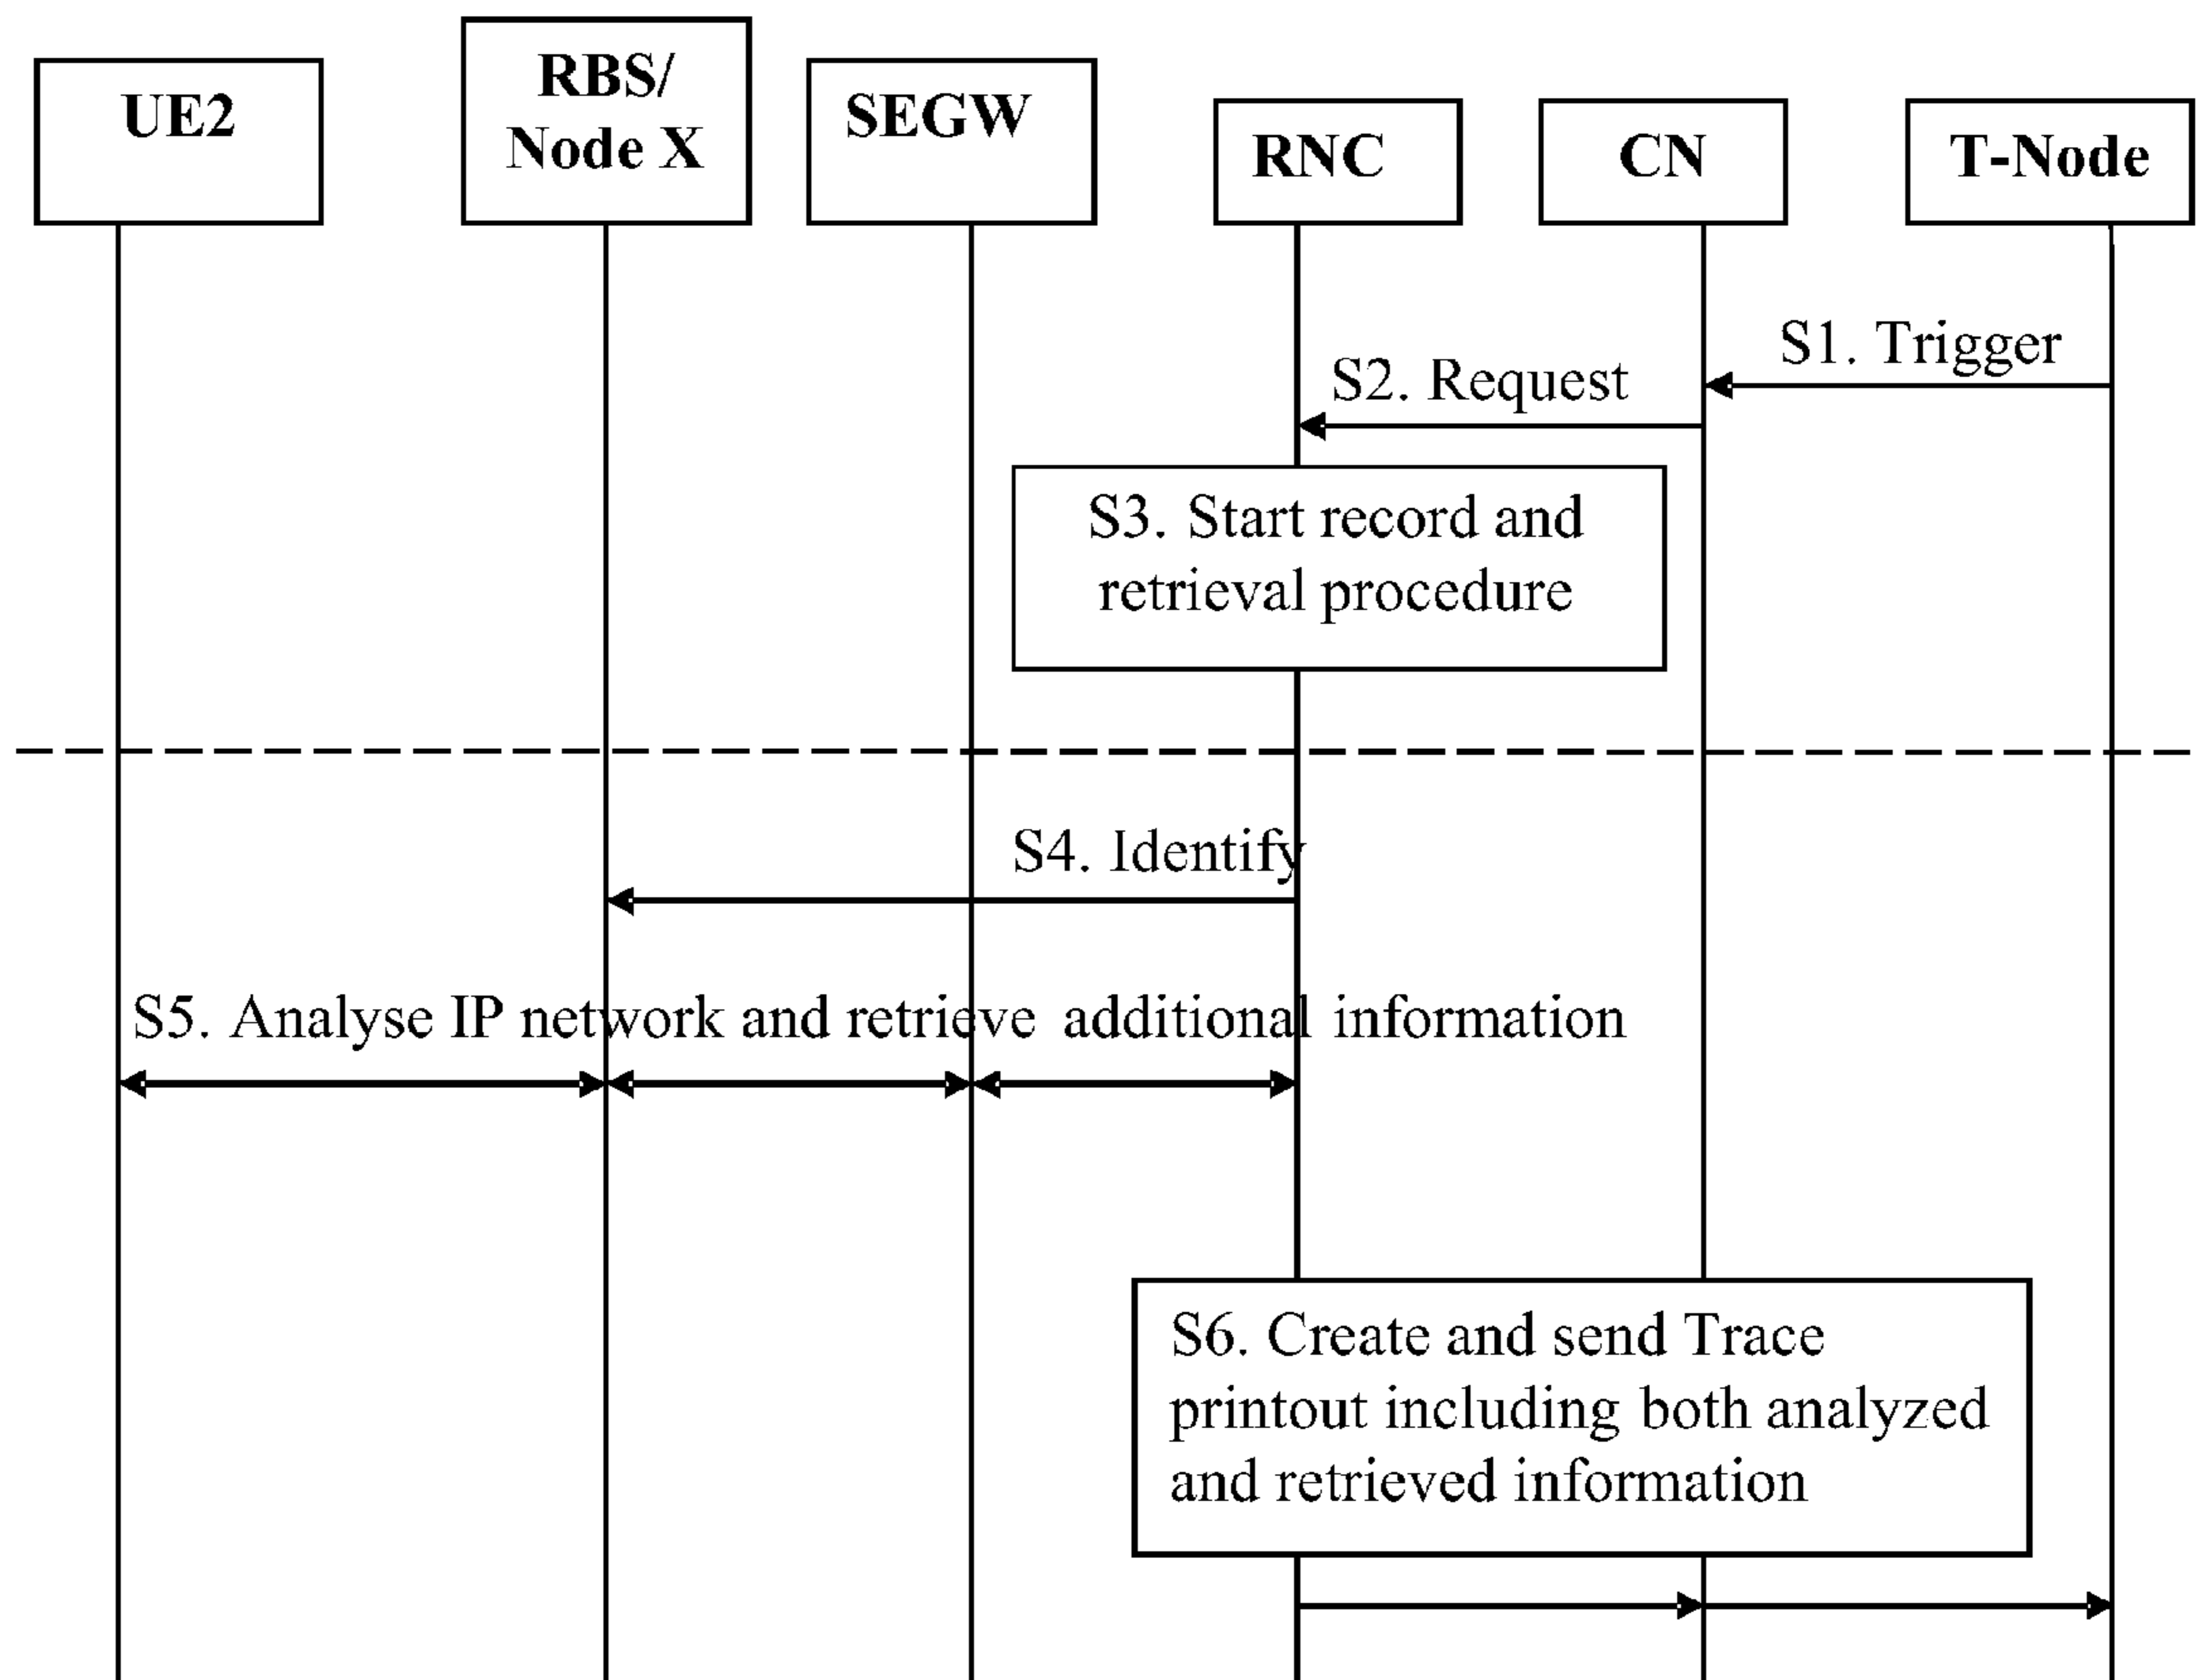 UE2
RBS/
Node X
SEGW
RNC
CN
T-Node
S1. Trigger
S2. Request
S3. Start record and
retrieval procedure
S4. Identify
S5. Analyse IP network and retrieve additional information
S6. Create and send Trace
printout including both analyzed
and retrieved information